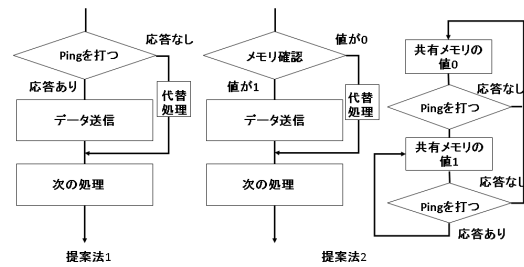 Pingを打つ
応答なし
応答あり
代替
処理
データ送信
次の処理
提案法1
メモリ確認
値が0
値が1
代替
処理
データ送信
次の処理
提案法2
共有メモリの
値0
応答なし
Pingを打つ
共有メモリの
値1
応答なし
Pingを打つ
応答あり